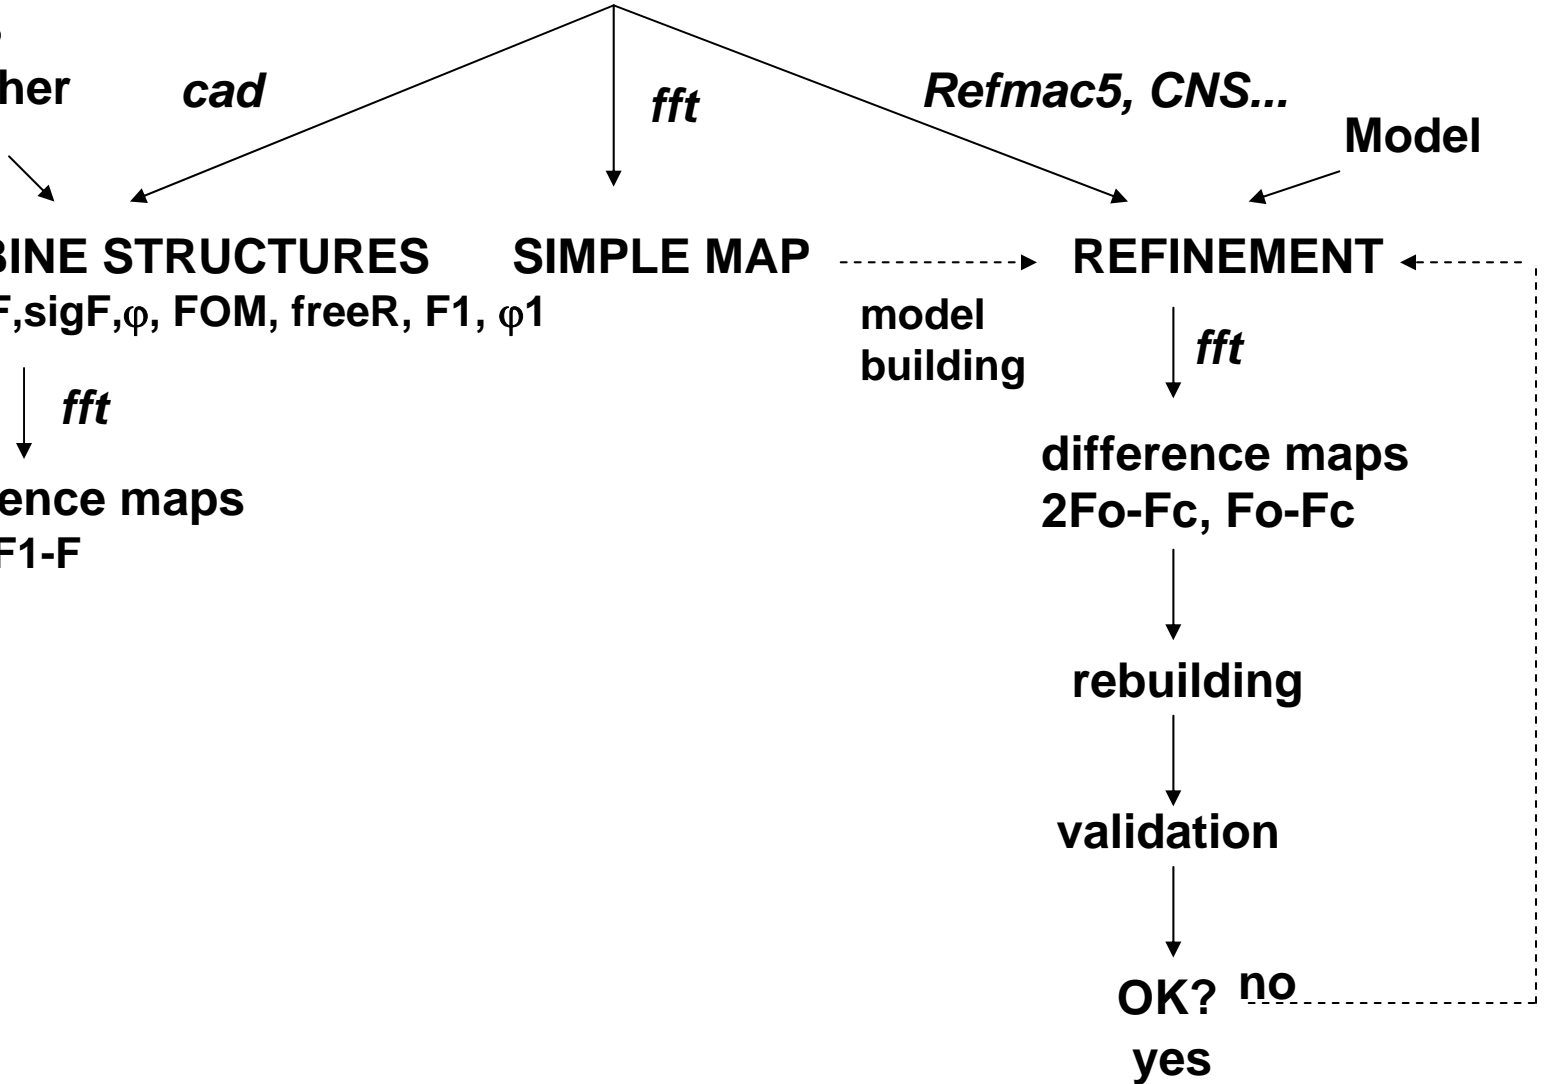 her
cad
fft
Refmac5, CNS...
Model
BINE STRUCTURES
SIMPLE MAP
REFINEMENT
F,sigF,φ, FOM, freeR, F1, φ1
model
building
fft
fft
difference maps
2Fo-Fc, Fo-Fc
ence maps
F1-F
rebuilding
validation
OK? no
yes